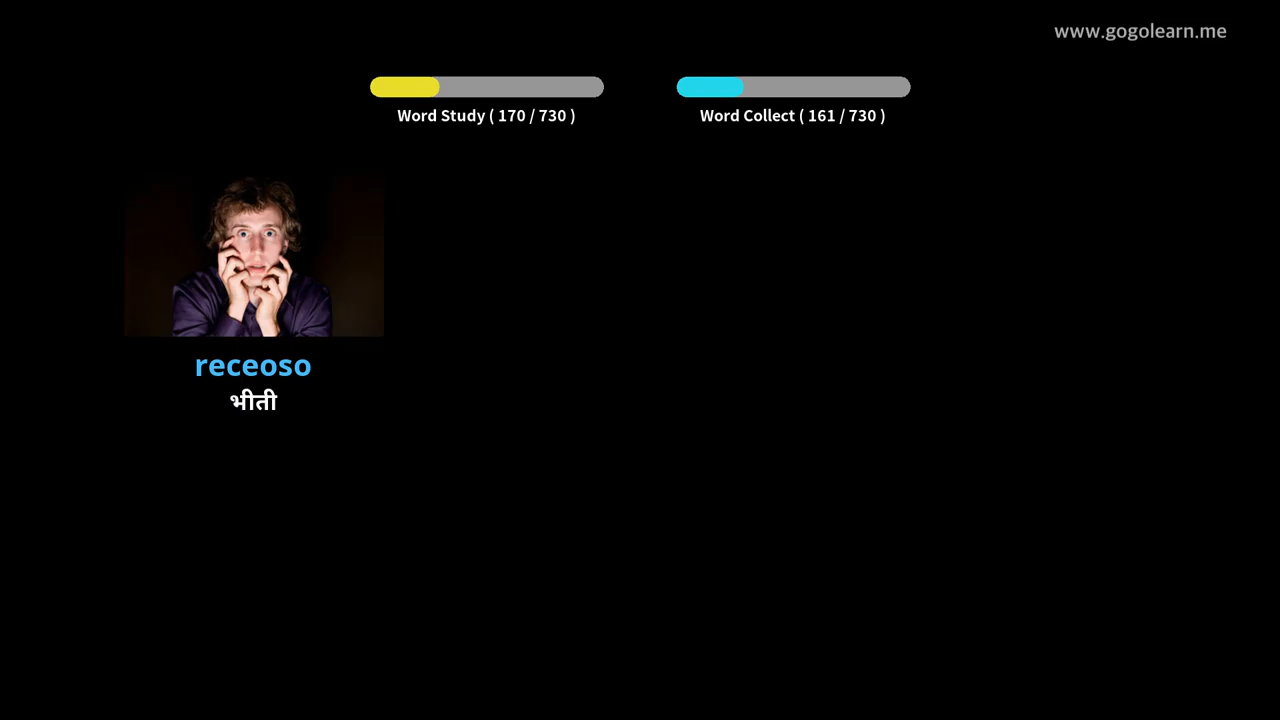 www.gogolearn.me
Word Study ( 170 / 730 )
Word Collect ( 161 / 730 )
receoso
भीती